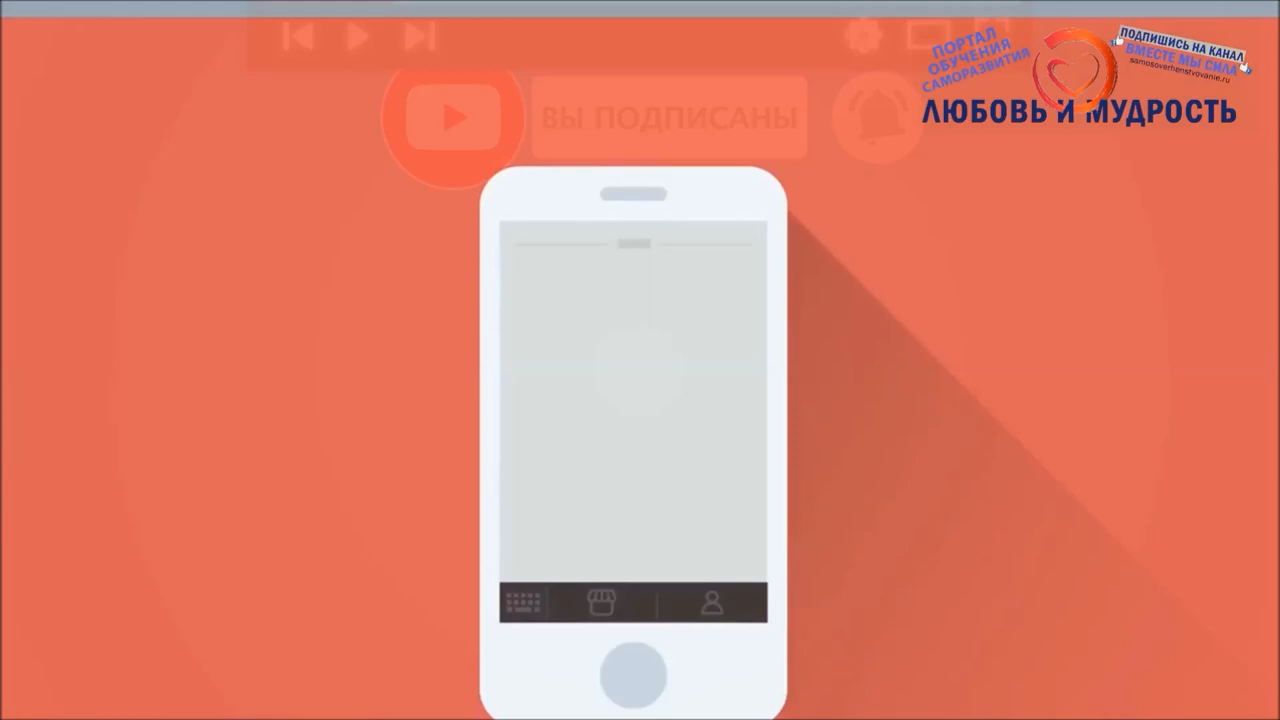 ВЫ ПОДПИСАНЫ
ПОРТАЛ
ОБУЧЕНИЯ
САМОРАЗВИТИЯ
ПОДПИШИСЬ НА КАНАЛ
ВМЕСТЕ МЫ СИЛА
samosoverhenstvovanie.ru
ЛЮБОВЬ И МУДРОСТЬ